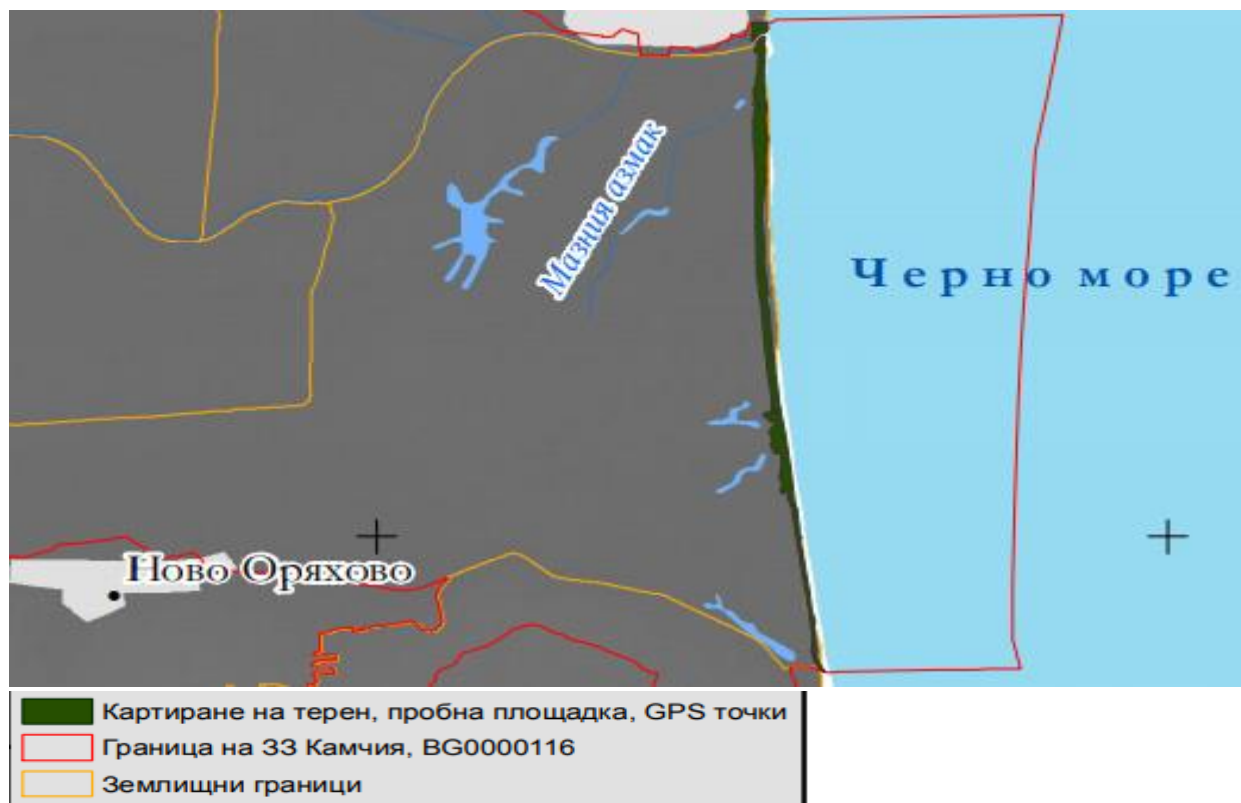 Мазния азмак
Черно море
Ново Оряхово
Картиране на терен, пробна площадка, GPS точки
Граница на ЗЗ Камчия, BG0000116
Землищни граници